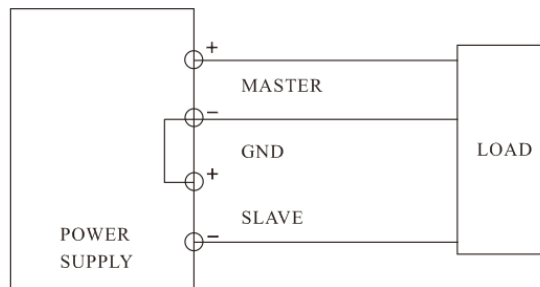 +
MASTER
−
GND
LOAD
+
SLAVE
−
POWER
SUPPLY